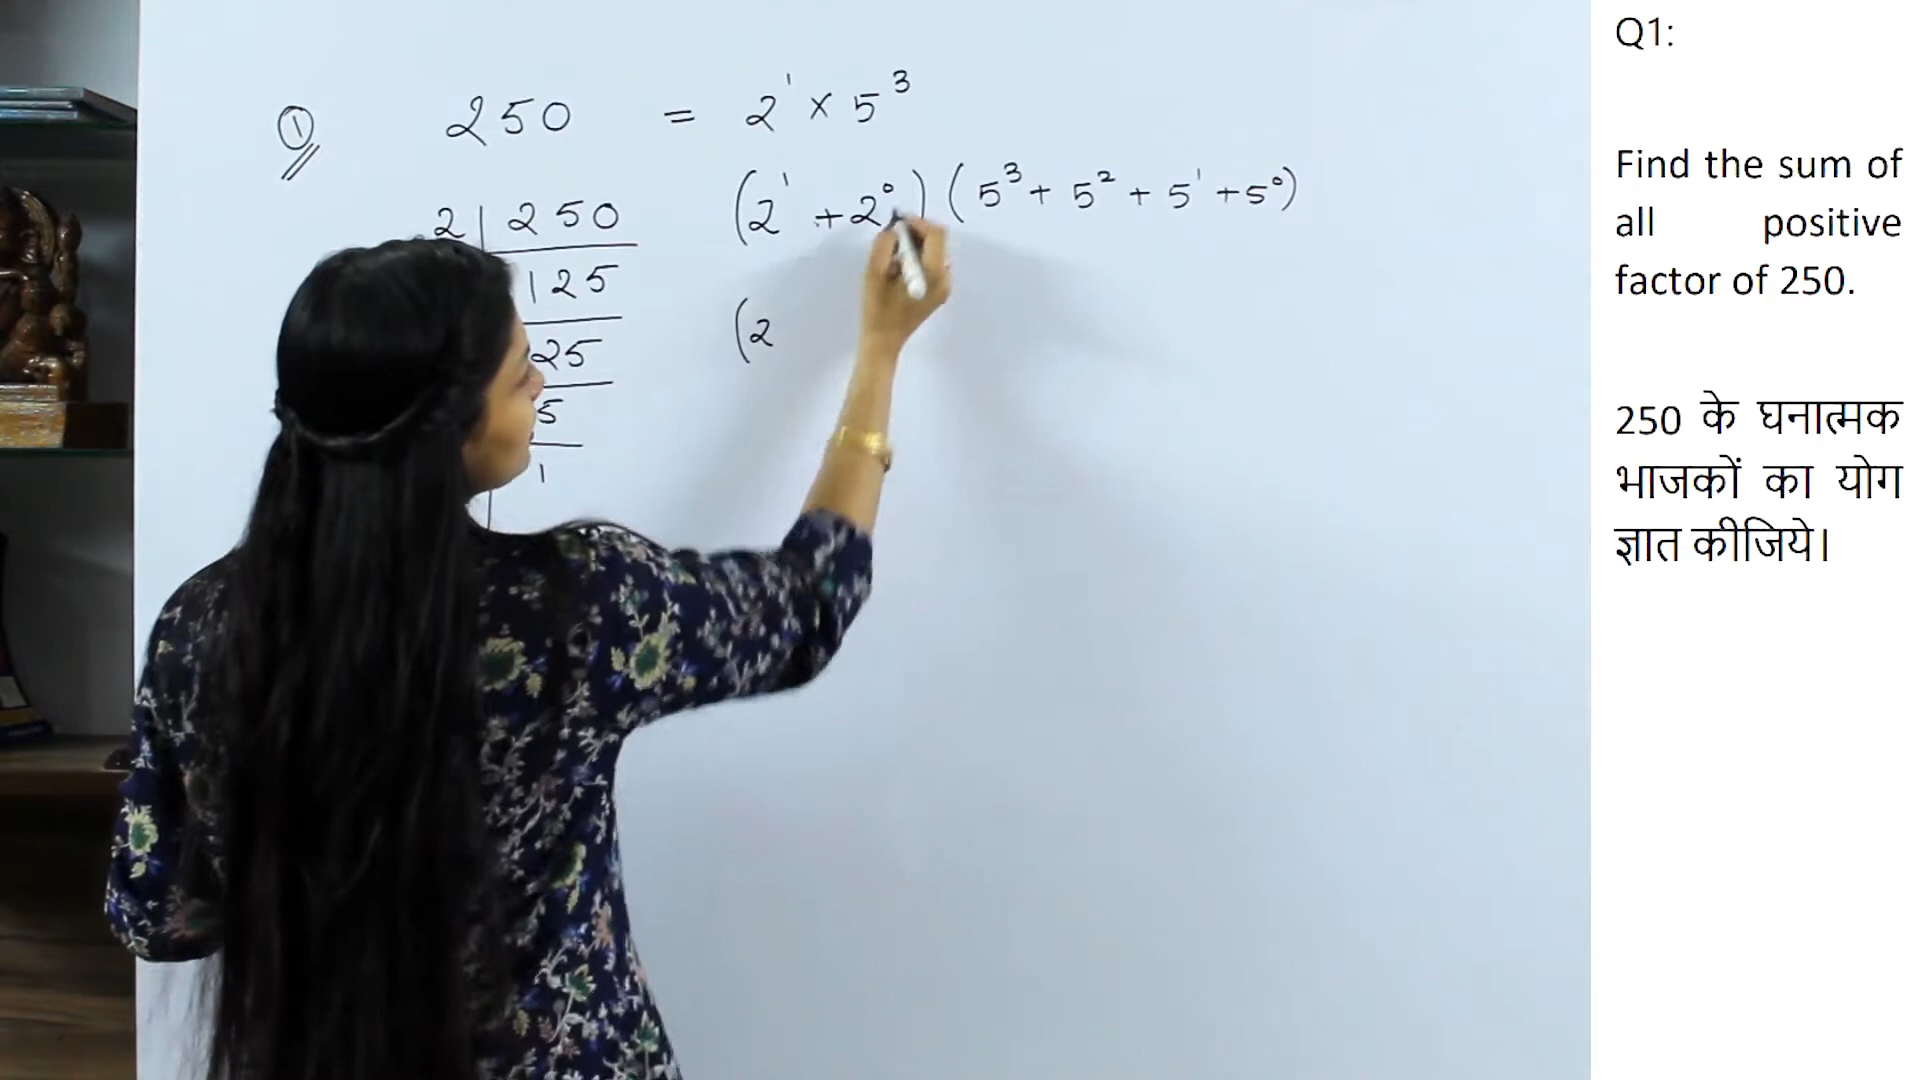 ① 250 = 2¹ × 5³
2 | 250
(2¹ + 2⁰) (5³ + 5² + 5¹ + 5⁰)
125
25
(2
5
1
Q1:
Find the sum of
all positive
factor of 250.
250 के घनात्मक
भाजकों का योग
ज्ञात कीजिये।